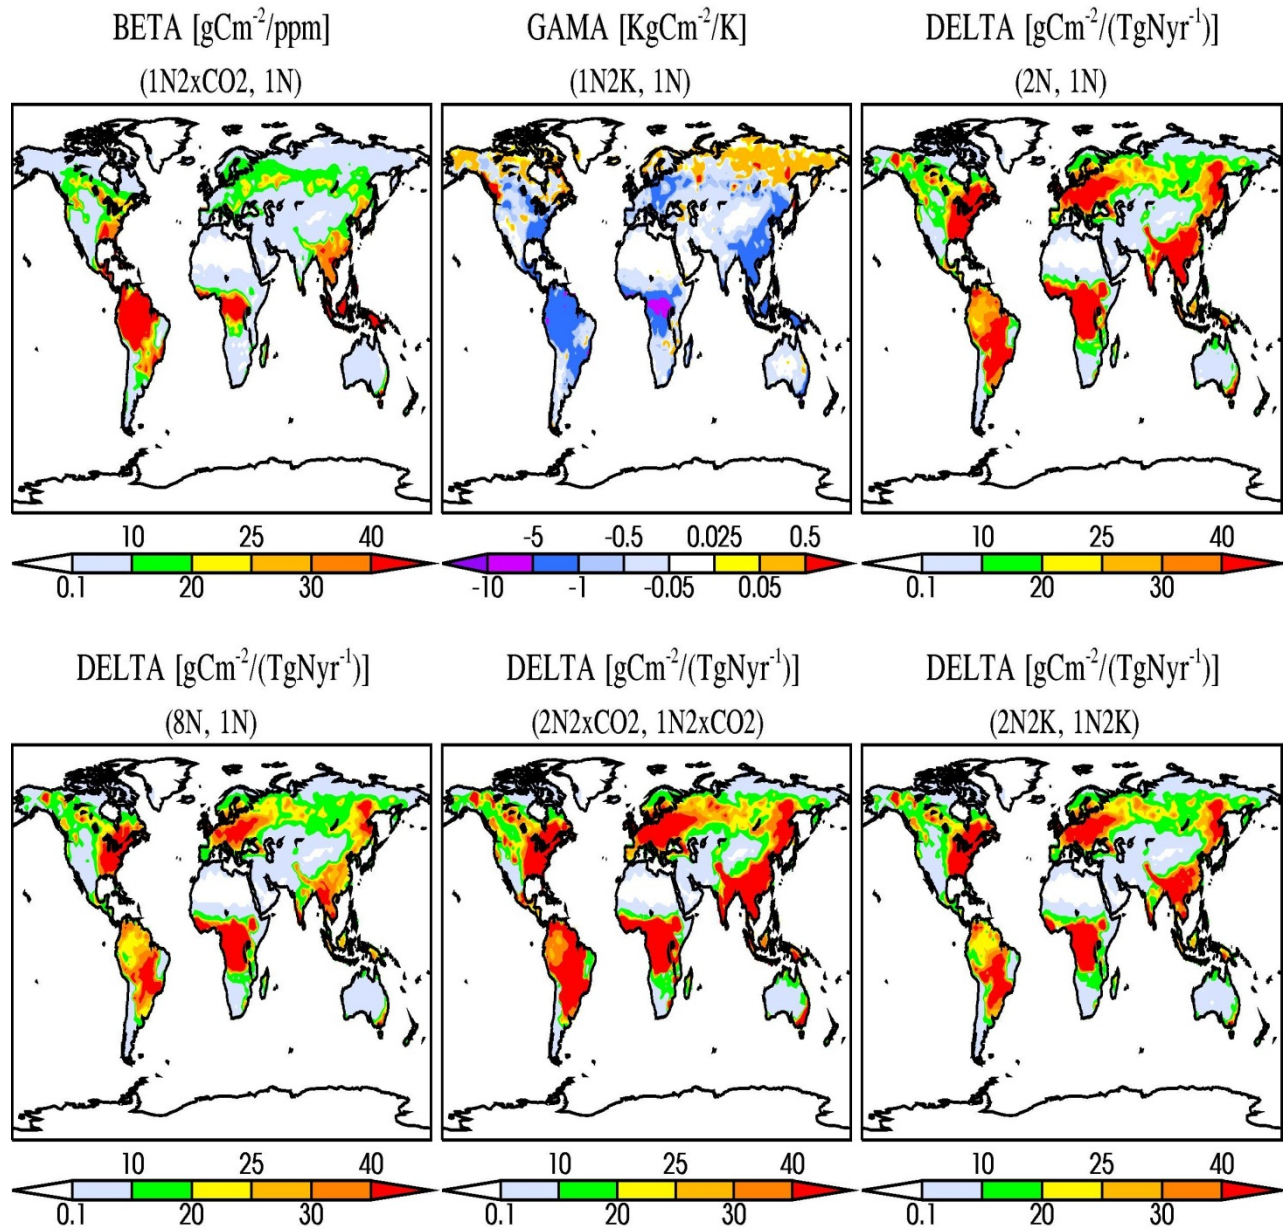 BETA [gCm⁻²/ppm]
(1N2xCO2, 1N)
10 25 40
0.1 20 30
GAMA [KgCm⁻²/K]
(1N2K, 1N)
-5 -0.5 0.025 0.5
-10 -1 -0.05 0.05
DELTA [gCm⁻²/(TgNyr⁻¹)]
(2N, 1N)
10 25 40
0.1 20 30
DELTA [gCm⁻²/(TgNyr⁻¹)]
(8N, 1N)
10 25 40
0.1 20 30
DELTA [gCm⁻²/(TgNyr⁻¹)]
(2N2xCO2, 1N2xCO2)
10 25 40
0.1 20 30
DELTA [gCm⁻²/(TgNyr⁻¹)]
(2N2K, 1N2K)
10 25 40
0.1 20 30